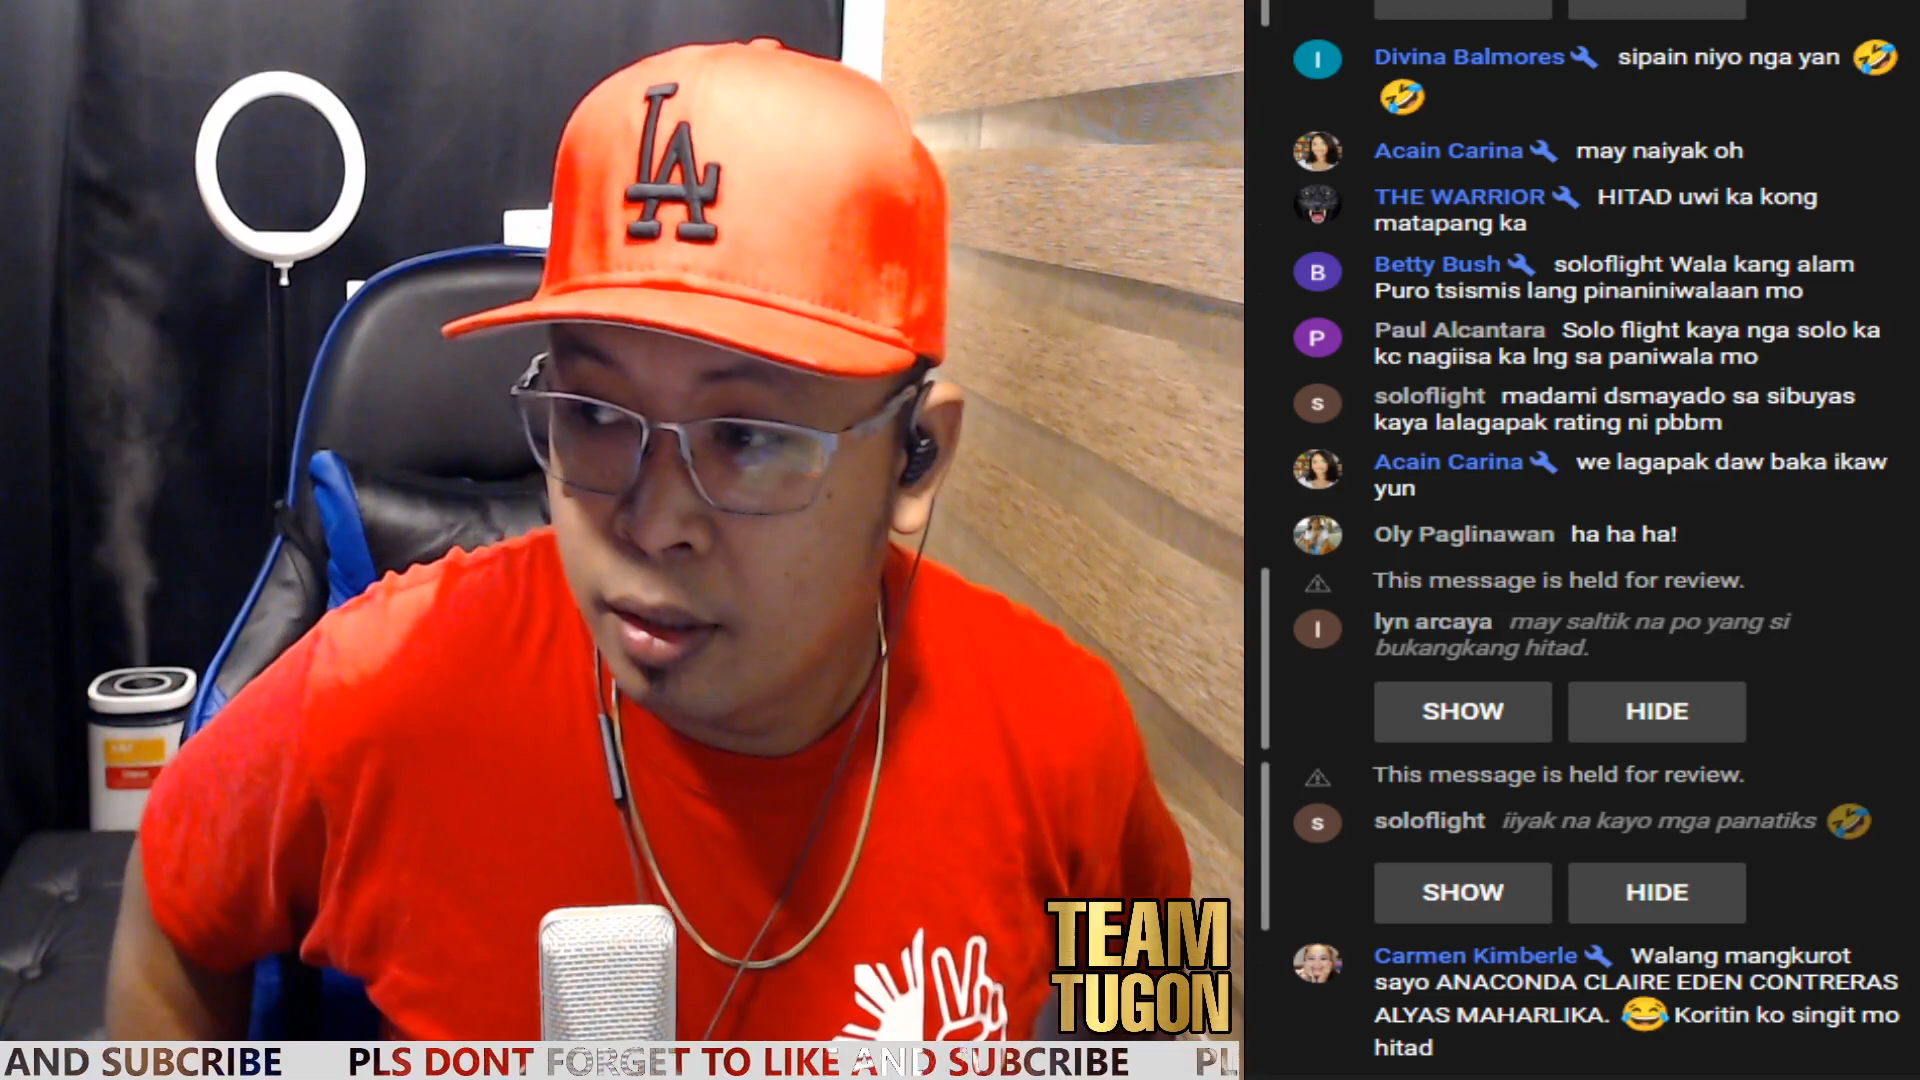 LA
TEAM
TUGON
AND SUBCRIBE PLS DONT FORGET TO LIKE AND SUBCRIBE PL
I Divina Balmores sipain niyo nga yan 🤣
🤣
Acain Carina may naiyak oh
THE WARRIOR HITAD uwi ka kong
matapang ka
B Betty Bush soloflight Wala kang alam
Puro tsismis lang pinaniniwalaan mo
P Paul Alcantara Solo flight kaya nga solo ka
kc nagiisa ka lng sa paniwala mo
s soloflight madami dsmayado sa sibuyas
kaya lalagapak rating ni pbbm
Acain Carina we lagapak daw baka ikaw
yun
Oly Paglinawan ha ha ha!
This message is held for review.
l lyn arcaya may saltik na po yang si
bukangkang hitad.
SHOW HIDE
This message is held for review.
s soloflight iiyak na kayo mga panatiks 🤣
SHOW HIDE
Carmen Kimberle Walang mangkurot
sayo ANACONDA CLAIRE EDEN CONTRERAS
ALYAS MAHARLIKA. 😂 Koritin ko singit mo
hitad